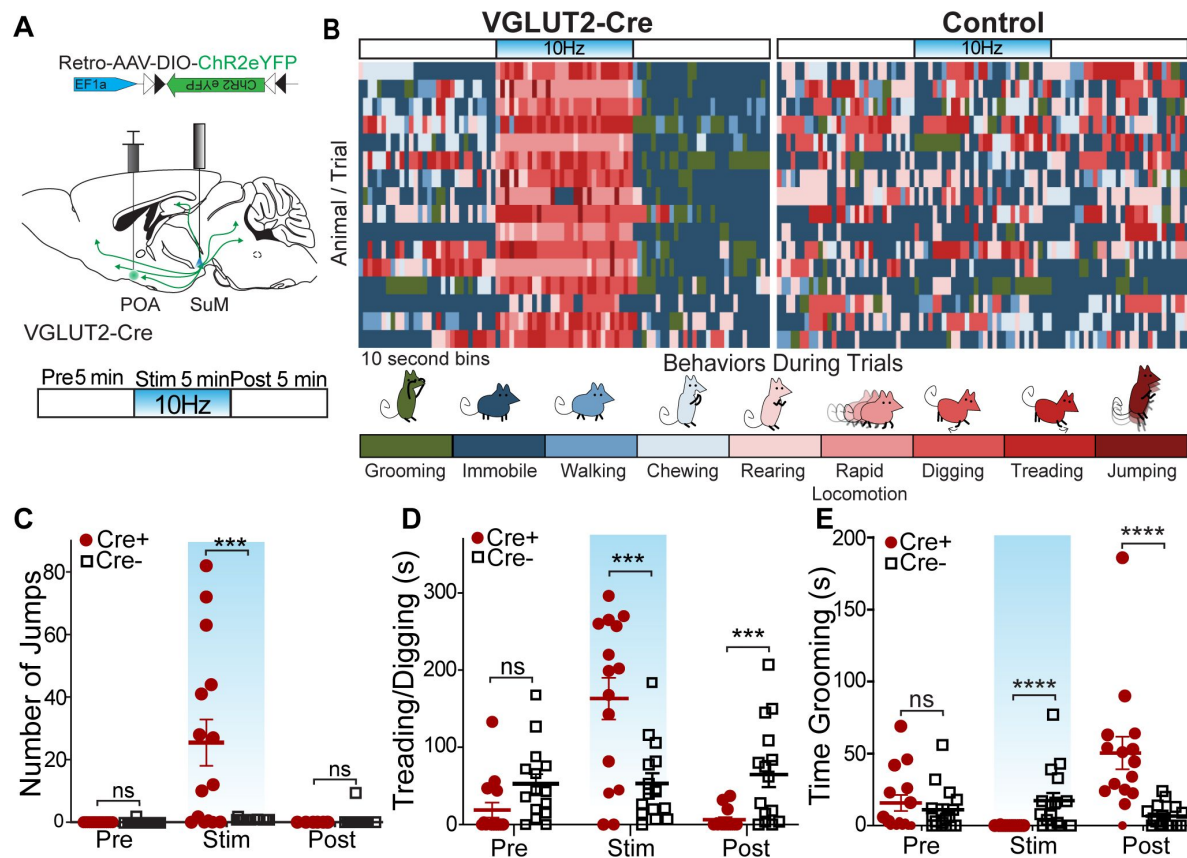 A
Retro-AAV-DIO-ChR2eYFP
EF1a
ChR2 eYFP
POA
SuM
VGLUT2-Cre
Pre 5 min
Stim 5 min
Post 5 min
10Hz
B
VGLUT2-Cre
Control
10Hz
10Hz
Animal / Trial
10 second bins
Behaviors During Trials
Grooming
Immobile
Walking
Chewing
Rearing
Rapid
Locomotion
Digging
Treading
Jumping
C
Cre+
Cre-
Number of Jumps
80
60
40
20
0
ns
***
ns
Pre
Stim
Post
D
Cre+
Cre-
Treading/Digging (s)
300
200
100
0
ns
***
***
Pre
Stim
Post
E
Cre+
Cre-
Time Grooming (s)
200
150
100
50
0
ns
****
****
Pre
Stim
Post